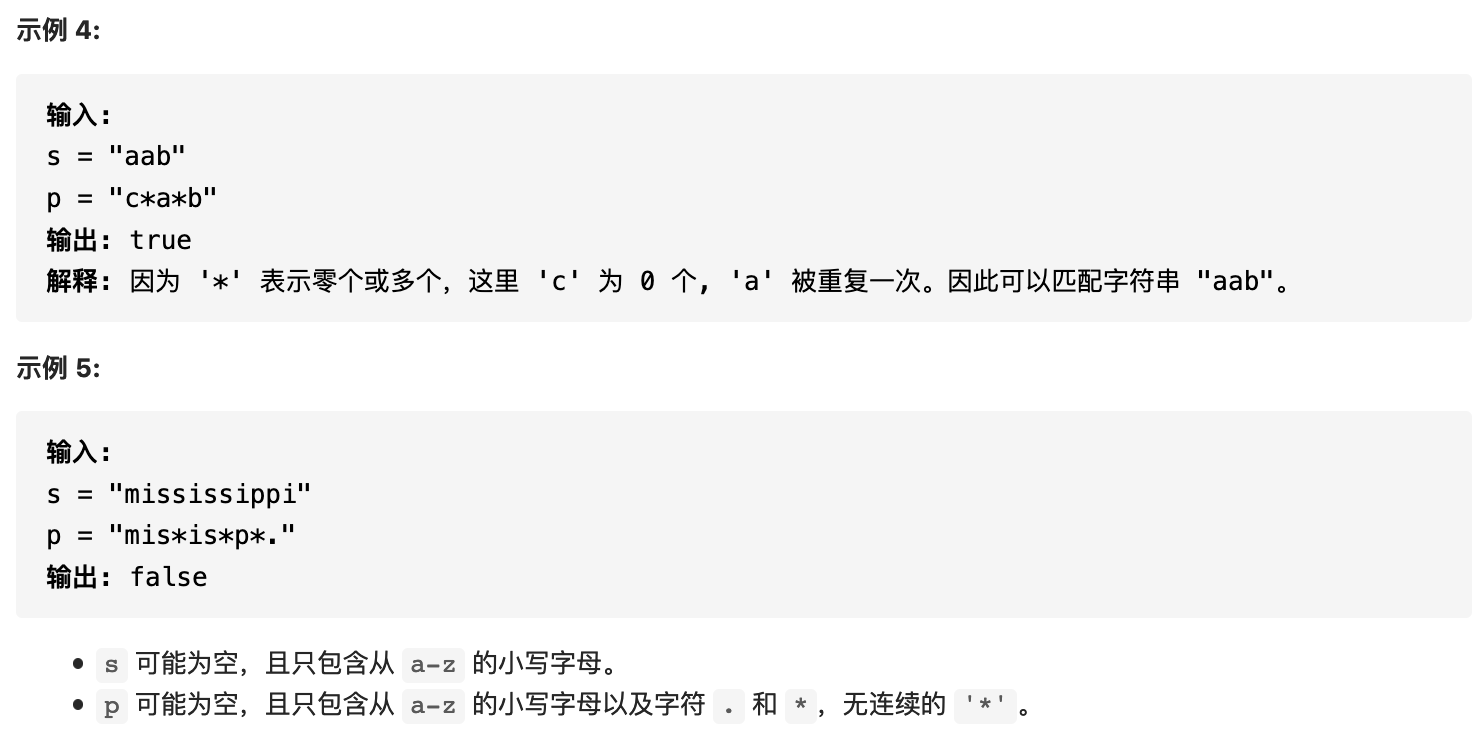 示例 4:
输入:
s = "aab"
p = "c*a*b"
输出: true
解释: 因为 '*' 表示零个或多个，这里 'c' 为 0 个, 'a' 被重复一次。因此可以匹配字符串 "aab"。
示例 5:
输入:
s = "mississippi"
p = "mis*is*p*."
输出: false
• s 可能为空，且只包含从 a-z 的小写字母。
• p 可能为空，且只包含从 a-z 的小写字母以及字符 . 和 *，无连续的 '*'。